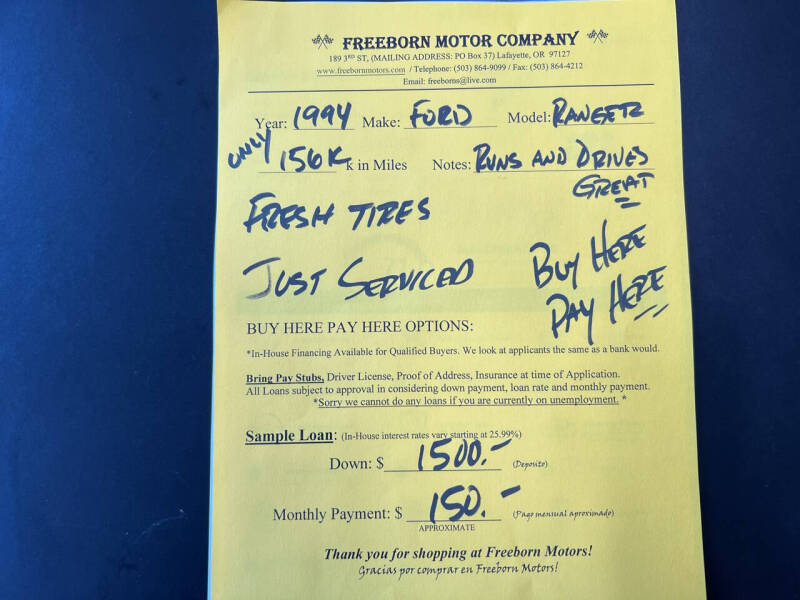 FREEBORN MOTOR COMPANY
189 3RD ST, (MAILING ADDRESS: PO Box 37) Lafayette, OR 97127
www.freebornmotors.com / Telephone: (503) 864-9099 / Fax: (503) 864-4212
Email: freeborns@live.com
Year: 1994 Make: FORD Model: RANGER
ONLY 156K k in Miles Notes: RUNS AND DRIVES
GREAT
FRESH TIRES
JUST SERVICED
BUY HERE
PAY HERE
BUY HERE PAY HERE OPTIONS:
*In-House Financing Available for Qualified Buyers. We look at applicants the same as a bank would.
Bring Pay Stubs, Driver License, Proof of Address, Insurance at time of Application.
All Loans subject to approval in considering down payment, loan rate and monthly payment.
*Sorry we cannot do any loans if you are currently on unemployment. *
Sample Loan: (In-House interest rates vary starting at 25.99%)
Down: $ 1500.- (Deposito)
Monthly Payment: $ 150.- (Pago mensual aproximado)
APPROXIMATE
Thank you for shopping at Freeborn Motors!
Gracias por comprar en Freeborn Motors!